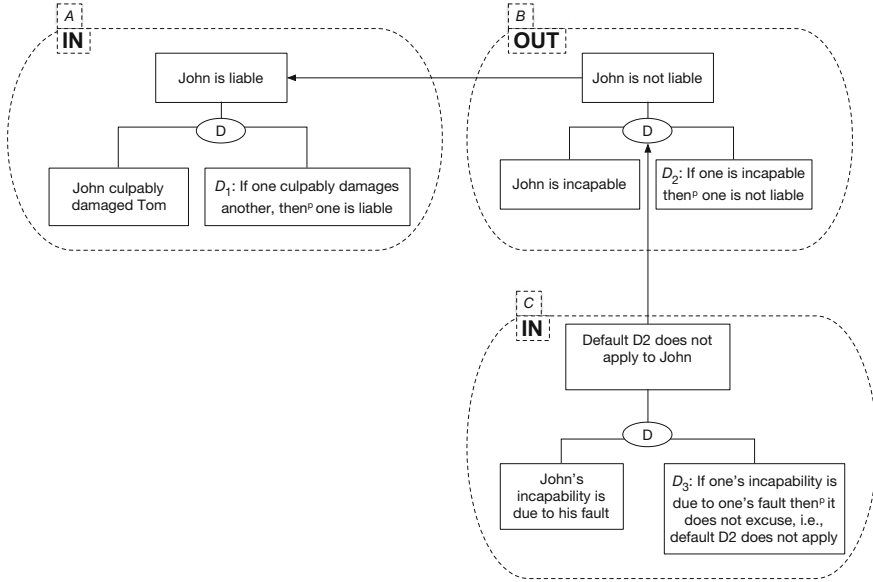 A
IN
John is liable
D
John culpably
damaged Tom
D1: If one culpably damages
another, thenᵖ one is liable
B
OUT
John is not liable
D
John is incapable
D2: If one is incapable
thenᵖ one is not liable
C
IN
Default D2 does not
apply to John
D
John's
incapability is
due to his fault
D3: If one's incapability is
due to one's fault thenᵖ it
does not excuse, i.e.,
default D2 does not apply